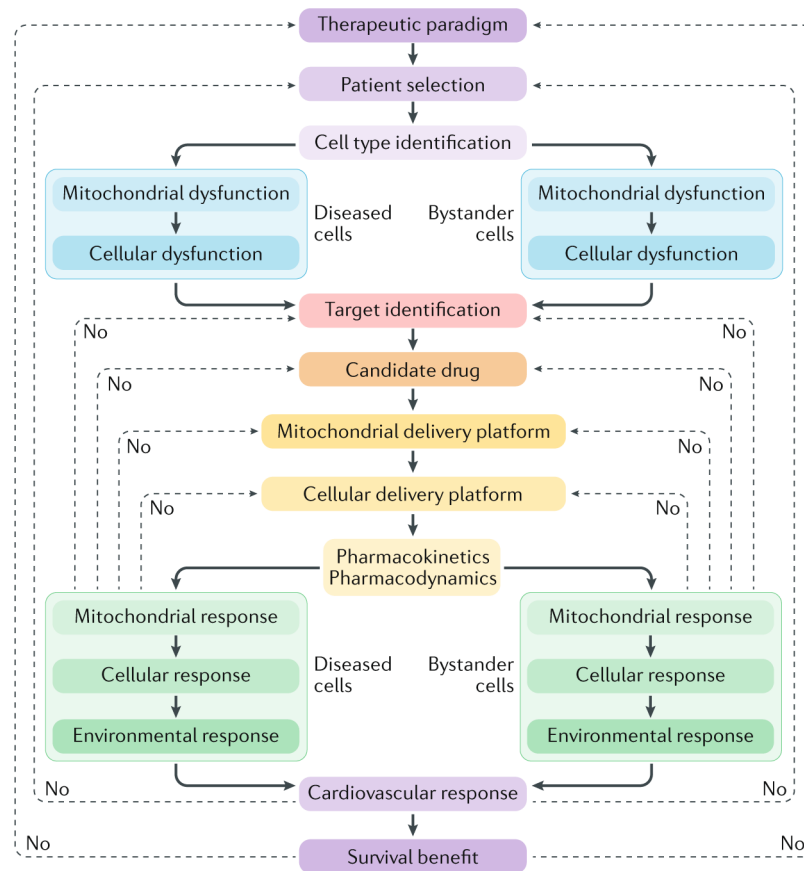 Therapeutic paradigm
Patient selection
Cell type identification
Mitochondrial dysfunction
Cellular dysfunction
Diseased
cells
Bystander
cells
Mitochondrial dysfunction
Cellular dysfunction
Target identification
No
No
Candidate drug
No
No
Mitochondrial delivery platform
No
No
Cellular delivery platform
No
No
Pharmacokinetics
Pharmacodynamics
Mitochondrial response
Cellular response
Environmental response
Diseased
cells
Bystander
cells
Mitochondrial response
Cellular response
Environmental response
No
Cardiovascular response
No
No
Survival benefit
No